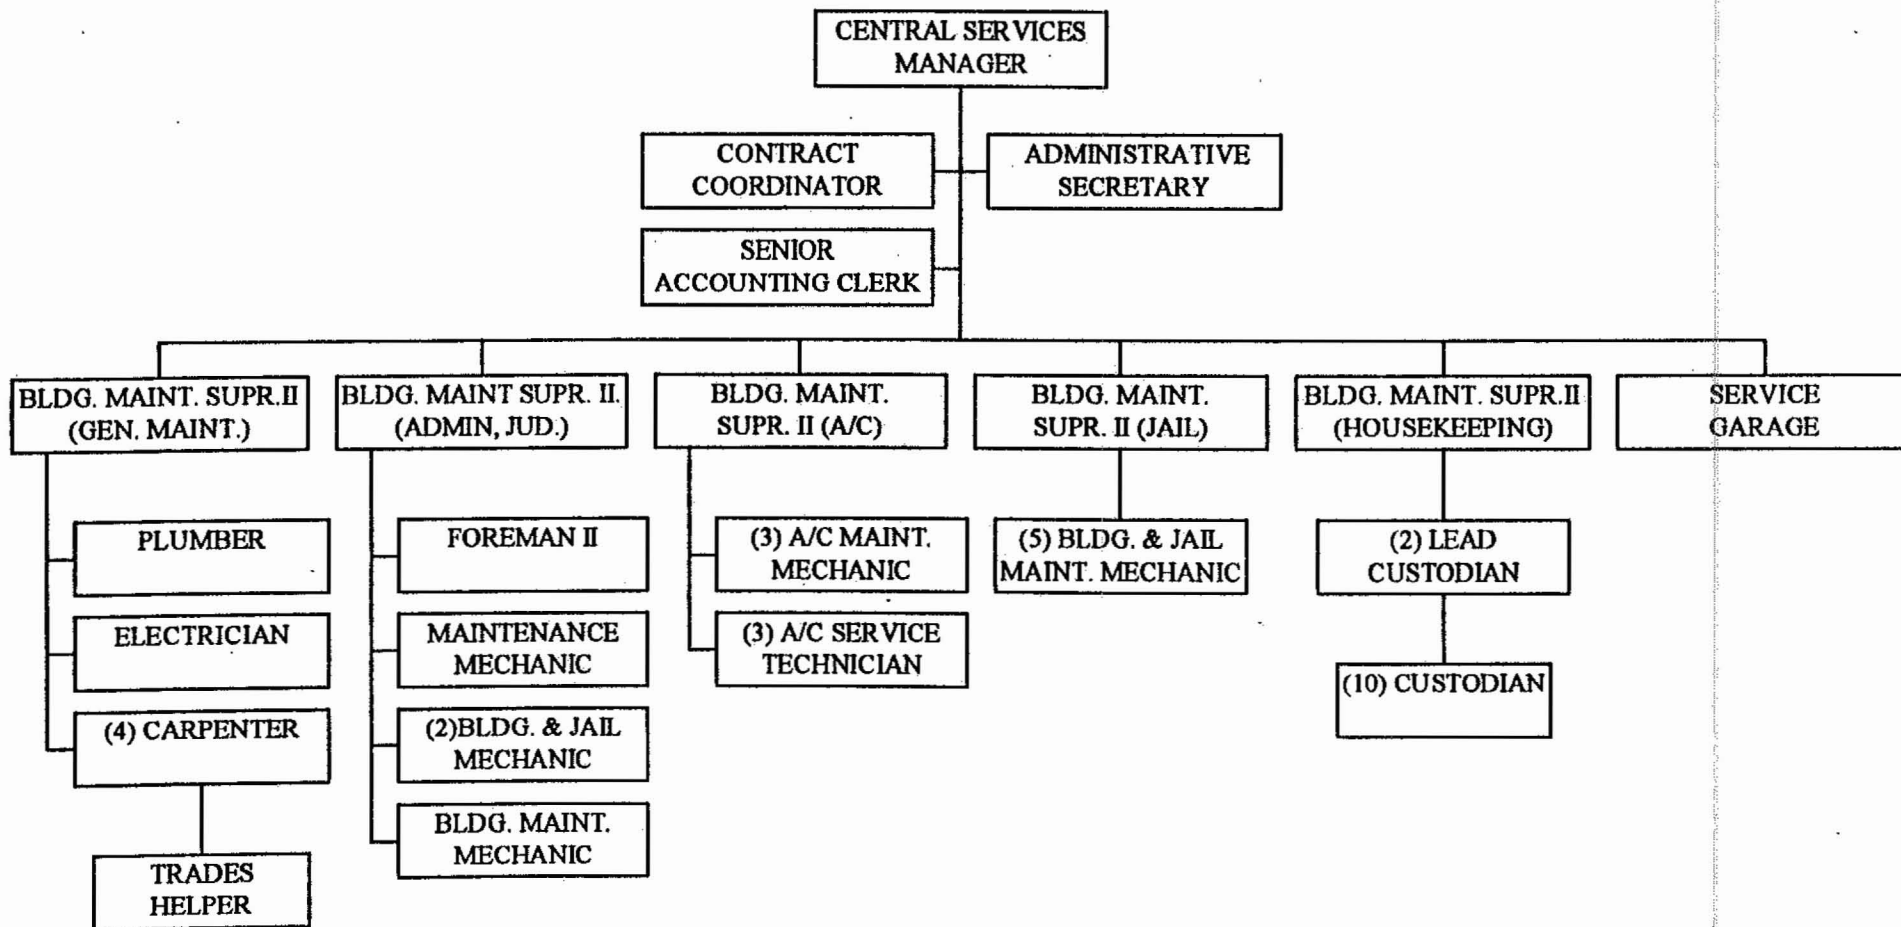 CENTRAL SERVICES
MANAGER
CONTRACT
COORDINATOR
ADMINISTRATIVE
SECRETARY
SENIOR
ACCOUNTING CLERK
BLDG. MAINT. SUPR.II
(GEN. MAINT.)
BLDG. MAINT SUPR. II.
(ADMIN, JUD.)
BLDG. MAINT.
SUPR. II (A/C)
BLDG. MAINT.
SUPR. II (JAIL)
BLDG. MAINT. SUPR.II
(HOUSEKEEPING)
SERVICE
GARAGE
PLUMBER
ELECTRICIAN
(4) CARPENTER
TRADES
HELPER
FOREMAN II
MAINTENANCE
MECHANIC
(2)BLDG. & JAIL
MECHANIC
BLDG. MAINT.
MECHANIC
(3) A/C MAINT.
MECHANIC
(3) A/C SERVICE
TECHNICIAN
(5) BLDG. & JAIL
MAINT. MECHANIC
(2) LEAD
CUSTODIAN
(10) CUSTODIAN